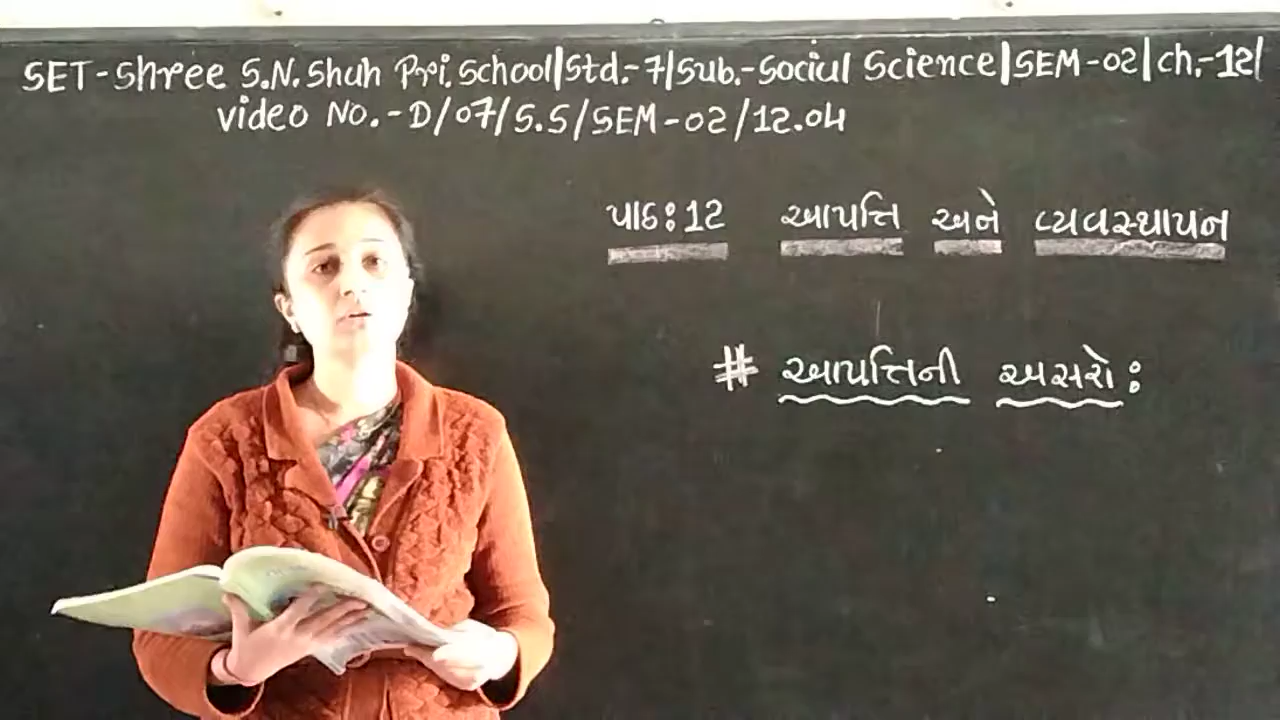 SET-Shree S.N.Shah Pri.School|Std.-7|Sub.-Social Science|SEM-02|ch.-12|
video NO.-D/07/S.S/SEM-02/12.04
પાઠ:12 આપત્તિ અને વ્યવસ્થાપન
# આપત્તિની અસરો: